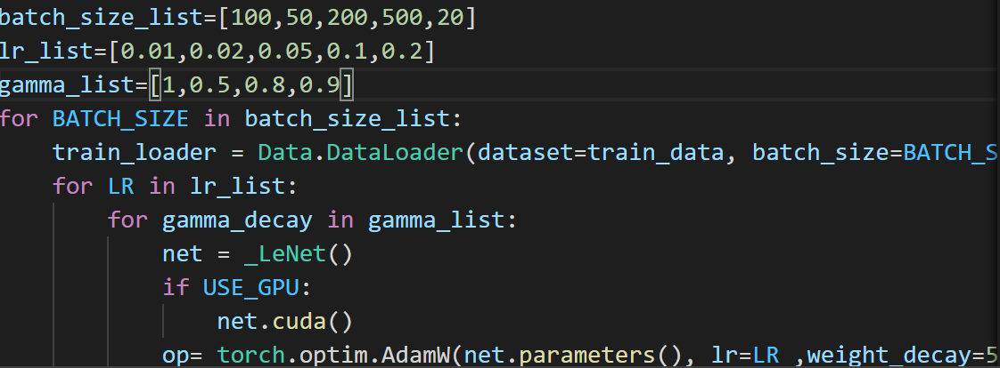 batch_size_list=[100,50,200,500,20]
lr_list=[0.01,0.02,0.05,0.1,0.2]
gamma_list=[1,0.5,0.8,0.9]
for BATCH_SIZE in batch_size_list:
    train_loader = Data.DataLoader(dataset=train_data, batch_size=BATCH_S
    for LR in lr_list:
        for gamma_decay in gamma_list:
            net = _LeNet()
            if USE_GPU:
                net.cuda()
            op= torch.optim.AdamW(net.parameters(), lr=LR ,weight_decay=5